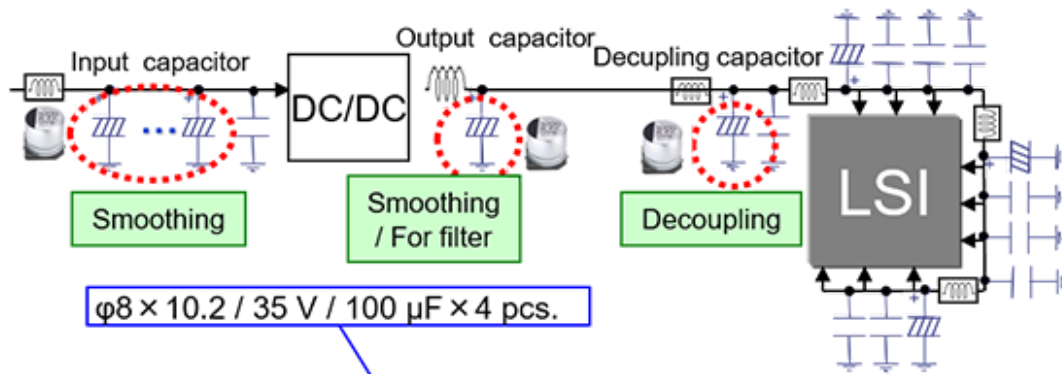 Input capacitor
Output capacitor
Decupling capacitor
DC/DC
Smoothing
Smoothing
/ For filter
Decoupling
LSI
φ8×10.2 / 35 V / 100 μF×4 pcs.